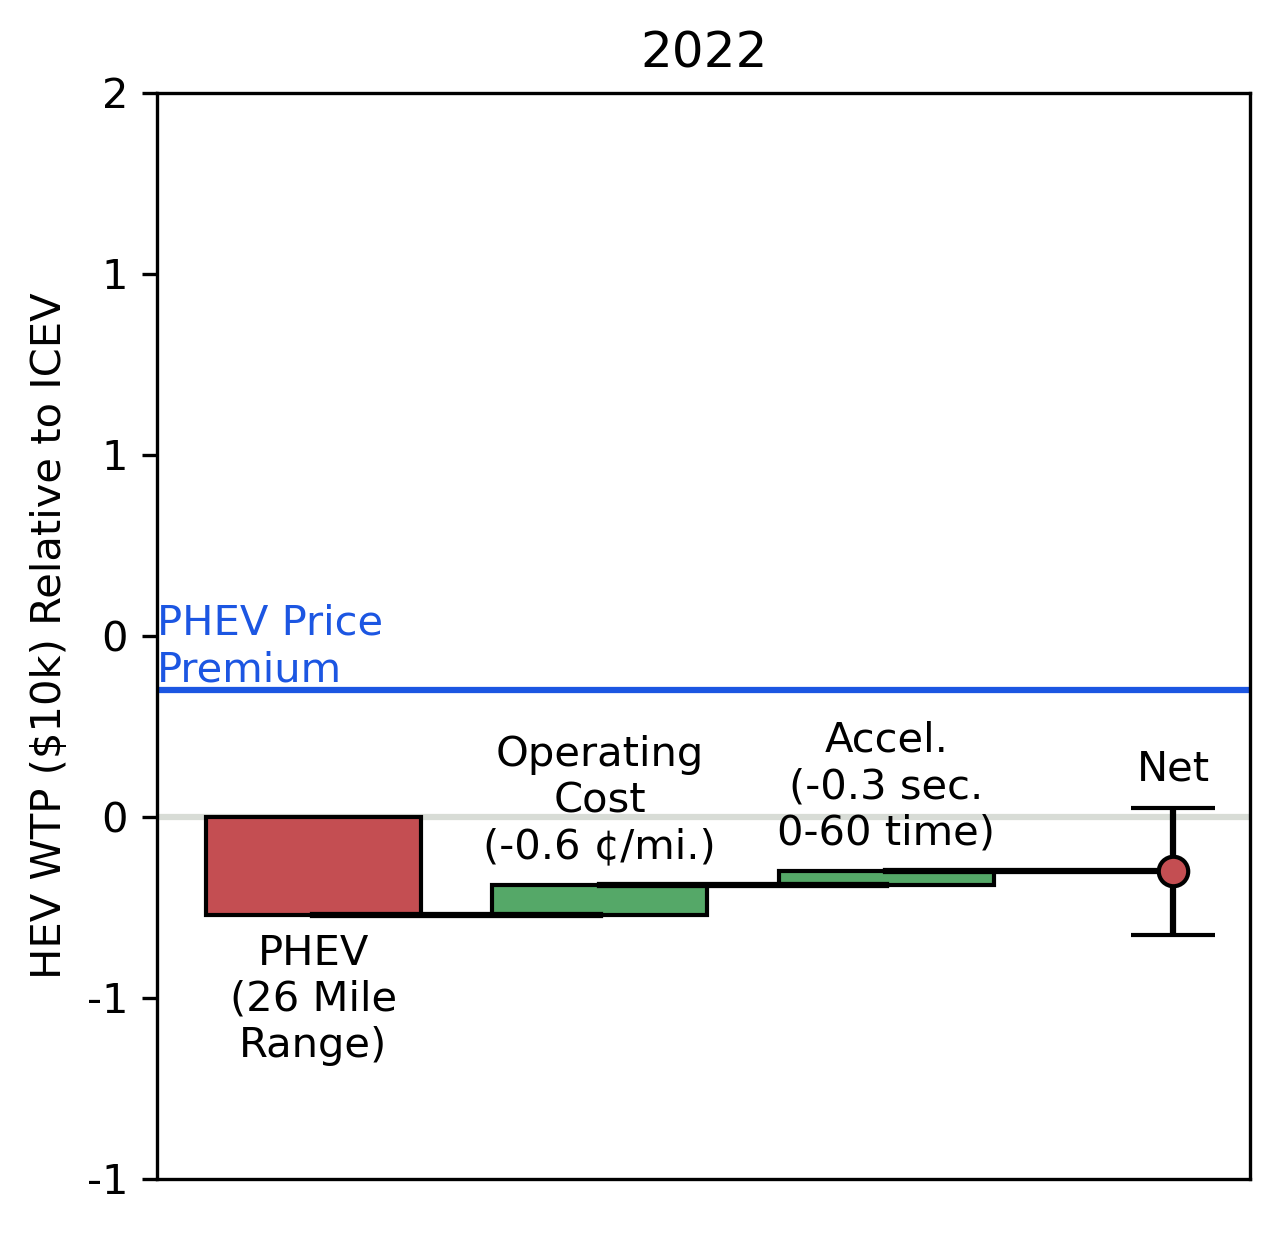 2022
HEV WTP ($10k) Relative to ICEV
2
1
1
0
0
-1
-1
PHEV Price
Premium
Operating
Cost
(-0.6 ¢/mi.)
Accel.
(-0.3 sec.
0-60 time)
Net
PHEV
(26 Mile
Range)